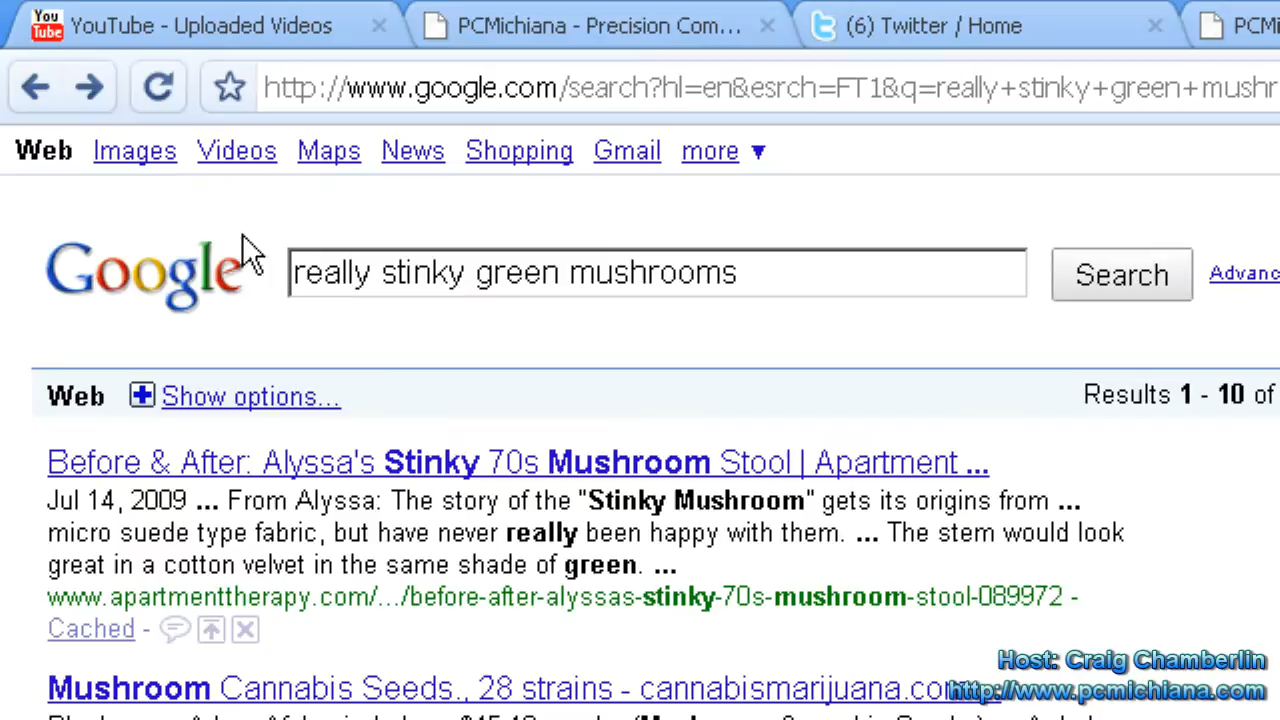 You Tube YouTube - Uploaded Videos PCMichiana - Precision Com... (6) Twitter / Home PCMi
http://www.google.com/search?hl=en&esrch=FT1&q=really+stinky+green+mushr
Web Images Videos Maps News Shopping Gmail more ▼
Google really stinky green mushrooms Search Advanc
Web Show options... Results 1 - 10 of
Before & After: Alyssa's Stinky 70s Mushroom Stool | Apartment ...
Jul 14, 2009 ... From Alyssa: The story of the "Stinky Mushroom" gets its origins from ...
micro suede type fabric, but have never really been happy with them. ... The stem would look
great in a cotton velvet in the same shade of green. ...
www.apartmenttherapy.com/.../before-after-alyssas-stinky-70s-mushroom-stool-089972 -
Cached -
Host: Craig Chamberlin
Mushroom Cannabis Seeds., 28 strains - cannabismarijuana.co
http://www.pcmichiana.com